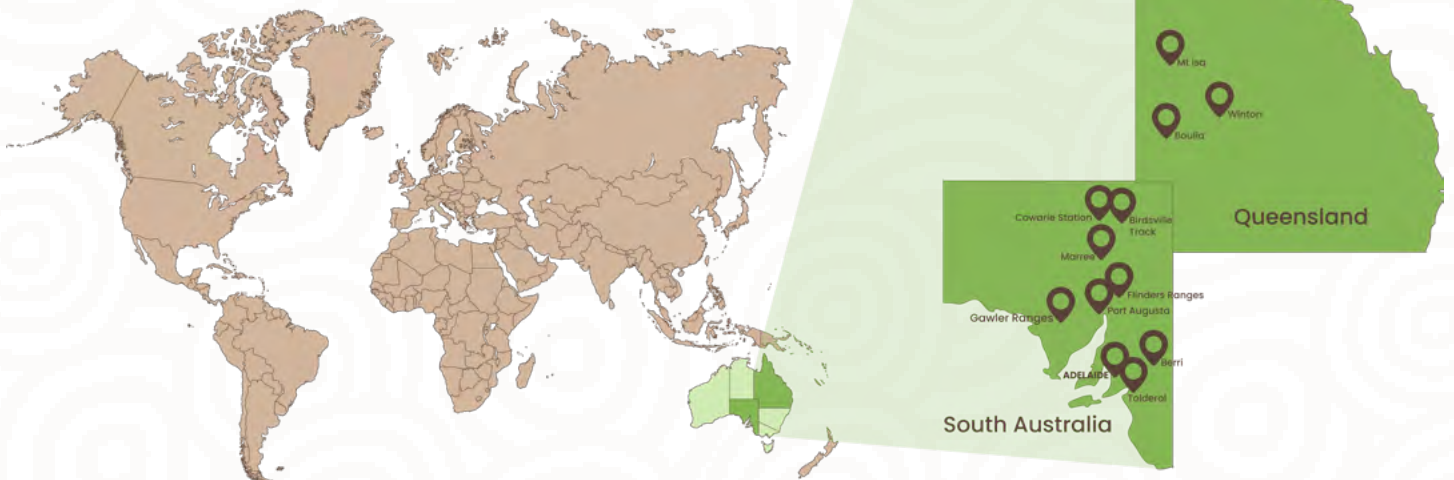 Mt Isa
Winton
Boulia
Queensland
Cowarie Station
Birdsville
Track
Marree
Flinders Ranges
Port Augusta
Gawler Ranges
Berri
ADELAIDE
Tolderol
South Australia